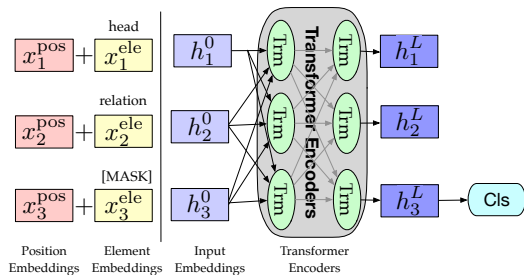 head
x_1^pos + x_1^ele h_1^0 Trm Trm h_1^L
relation
x_2^pos + x_2^ele h_2^0 Trm Trm h_2^L
Transformer Encoders
[MASK]
x_3^pos + x_3^ele h_3^0 Trm Trm h_3^L Cls
Position Element Input Transformer
Embeddings Embeddings Embeddings Encoders